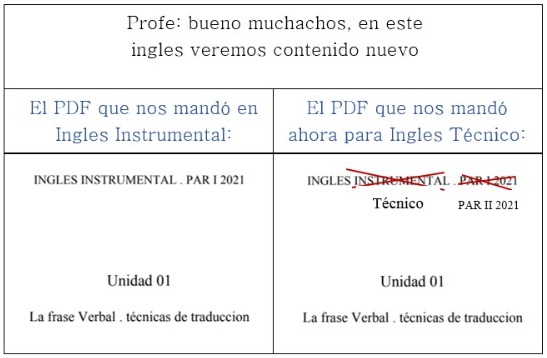 Profe: bueno muchachos, en este
ingles veremos contenido nuevo
El PDF que nos mandó en
Ingles Instrumental:
El PDF que nos mandó
ahora para Ingles Técnico:
INGLES INSTRUMENTAL . PAR I 2021
Unidad 01
La frase Verbal . técnicas de traduccion
INGLES INSTRUMENTAL . PAR I 2021
Técnico PAR II 2021
Unidad 01
La frase Verbal . técnicas de traduccion